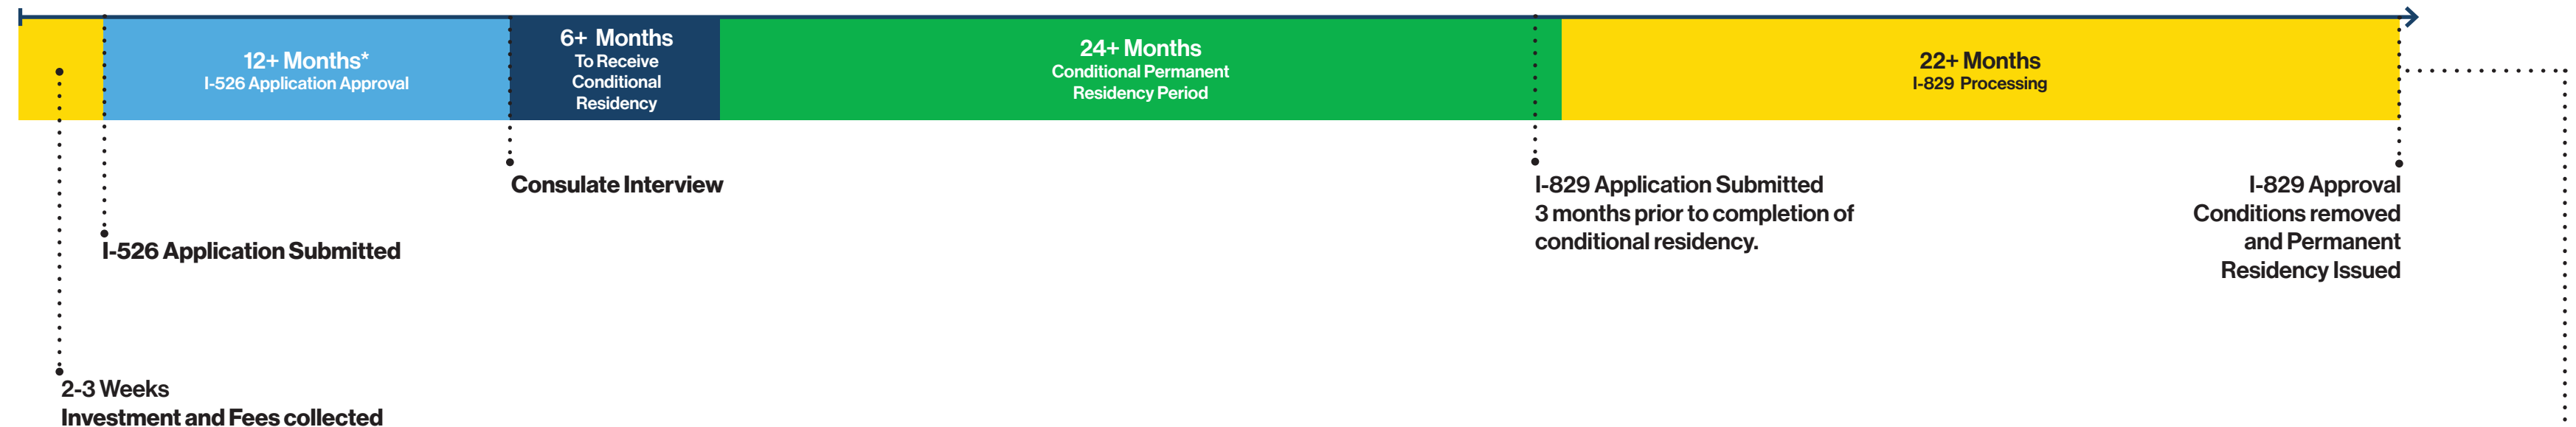 12+ Months*
I-526 Application Approval
6+ Months
To Receive
Conditional
Residency
24+ Months
Conditional Permanent
Residency Period
22+ Months
I-829 Processing
Consulate Interview
I-526 Application Submitted
2-3 Weeks
Investment and Fees collected
I-829 Application Submitted
3 months prior to completion of
conditional residency.
I-829 Approval
Conditions removed
and Permanent
Residency Issued